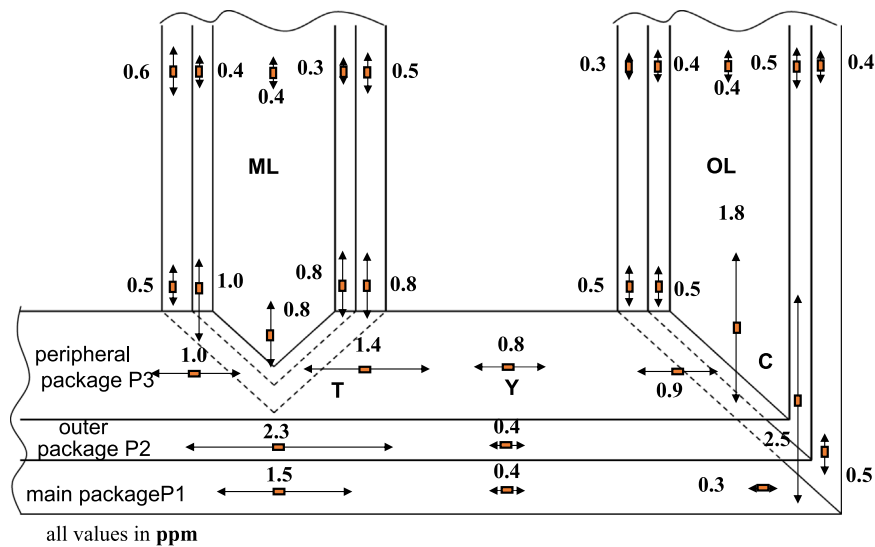 0.6 0.4 0.4 0.3 0.5 0.3 0.4 0.4 0.5 0.4
ML OL
1.8
0.5 1.0 0.8 0.8 0.8 0.5 0.5
peripheral
package P3
1.0 1.4 0.8 0.9 C
T Y
outer
package P2
2.3 0.4 2.5
main packageP1
1.5 0.4 0.3 0.5
all values in ppm